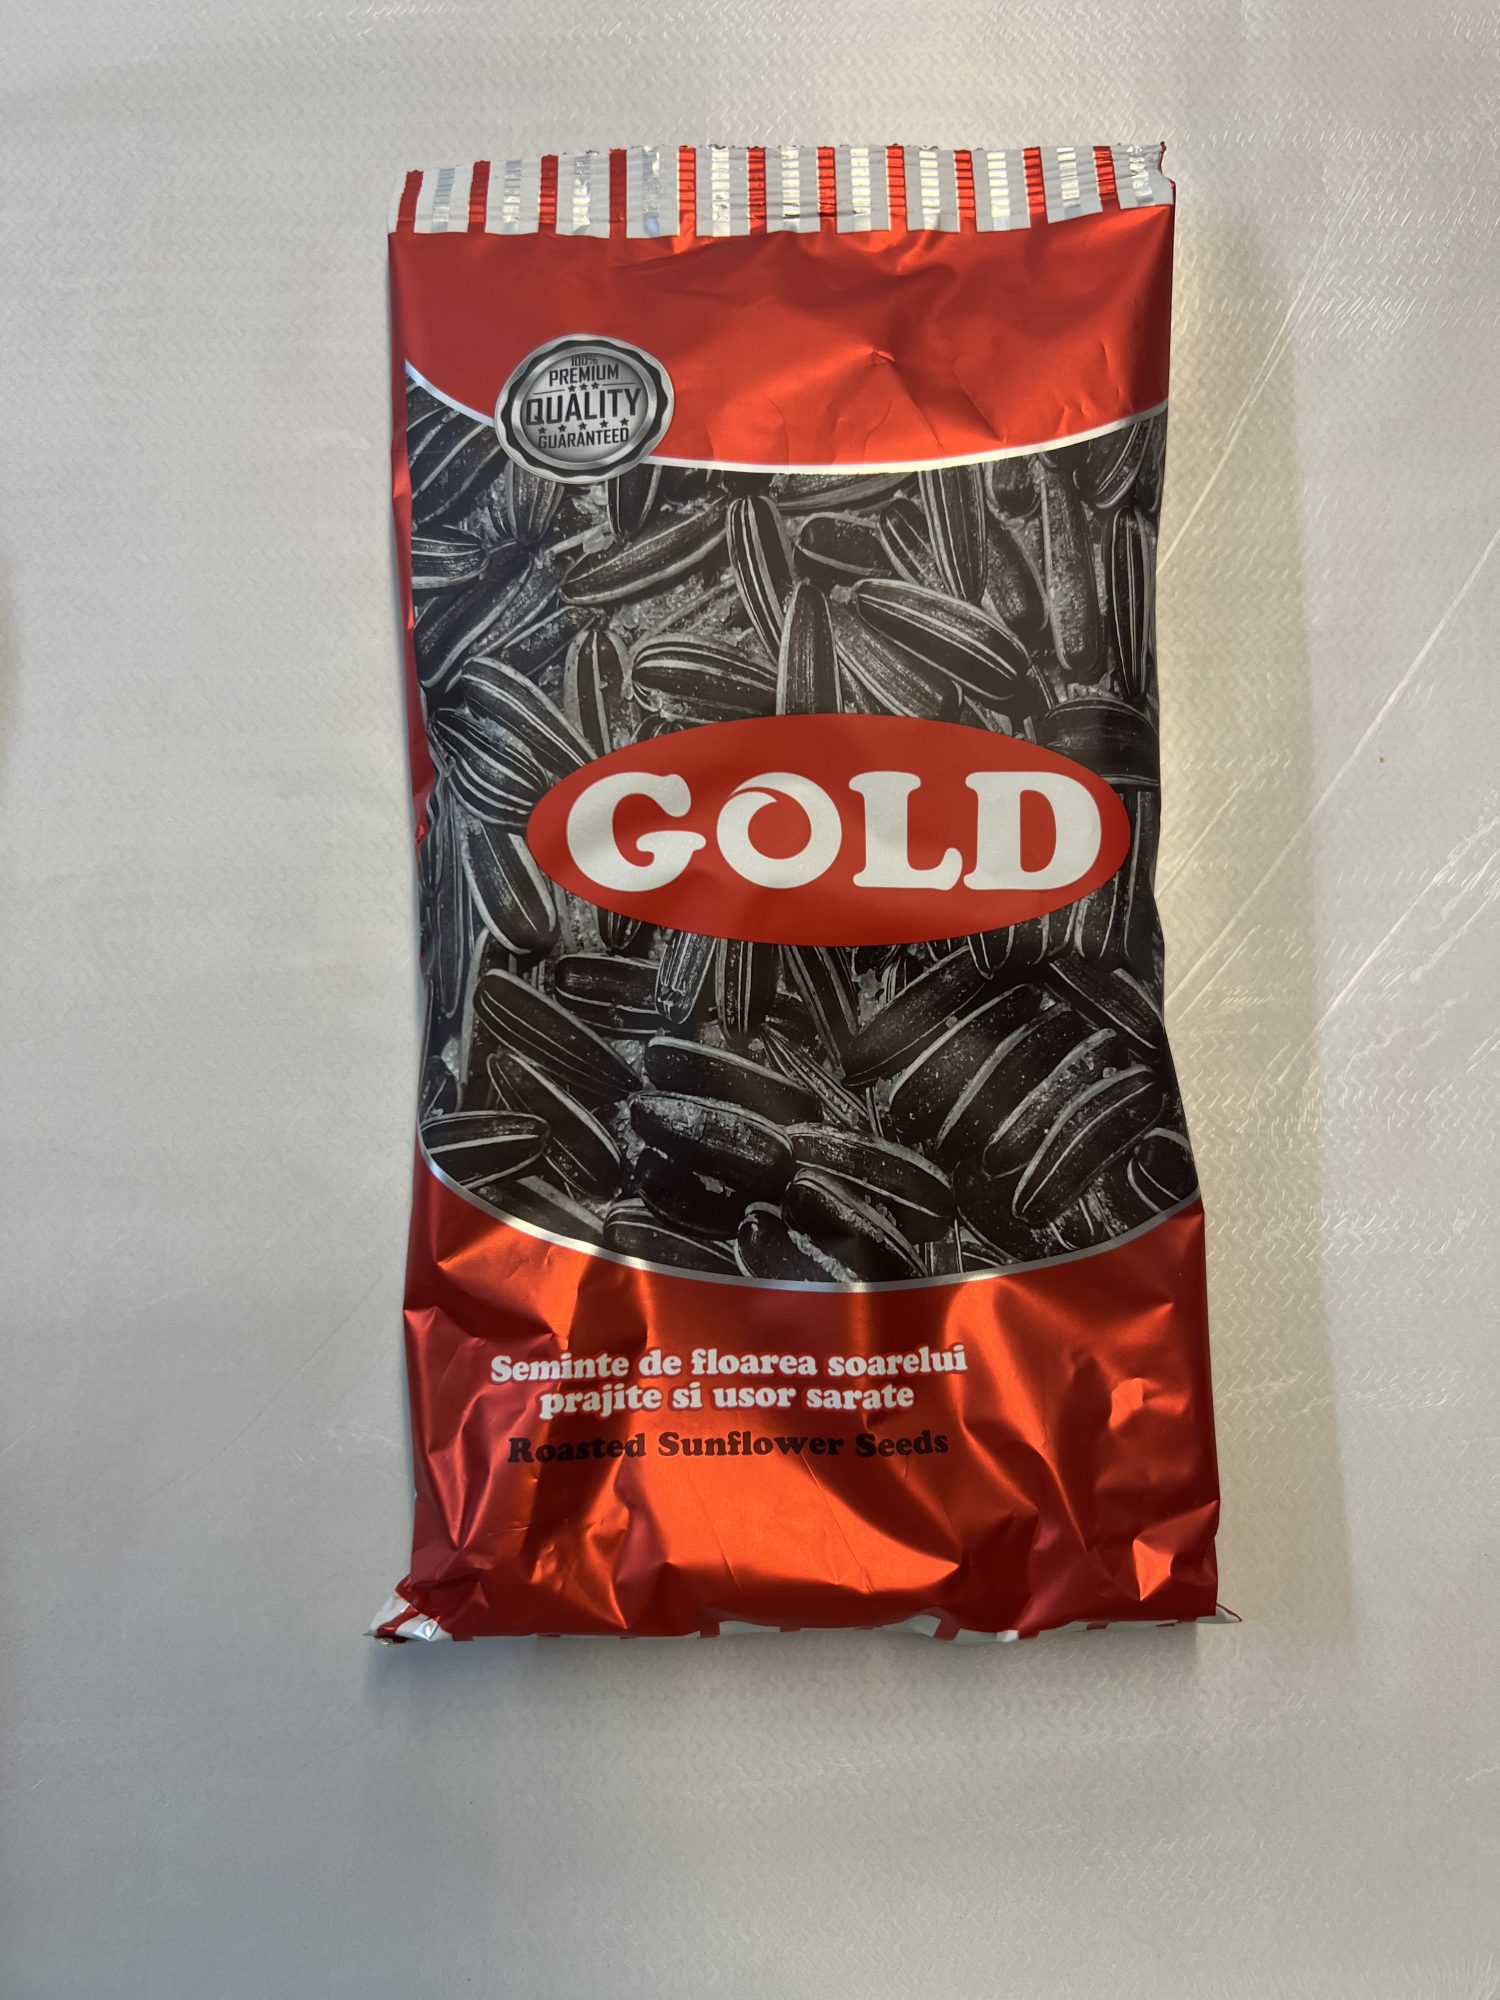 100%
PREMIUM
QUALITY
GUARANTEED
GOLD
Seminte de floarea soarelui
prajite si usor sarate
Roasted Sunflower Seeds